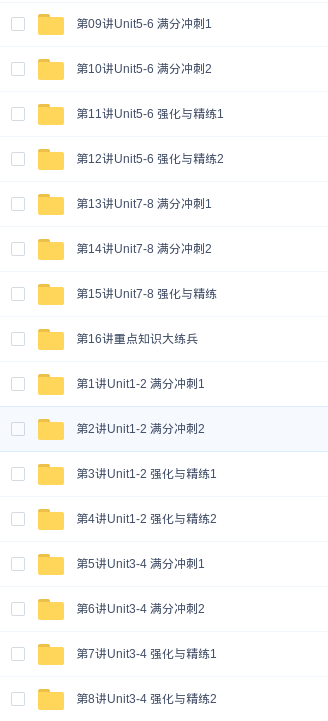 第09讲Unit5-6 满分冲刺1
第10讲Unit5-6 满分冲刺2
第11讲Unit5-6 强化与精练1
第12讲Unit5-6 强化与精练2
第13讲Unit7-8 满分冲刺1
第14讲Unit7-8 满分冲刺2
第15讲Unit7-8 强化与精练
第16讲重点知识大练兵
第1讲Unit1-2 满分冲刺1
第2讲Unit1-2 满分冲刺2
第3讲Unit1-2 强化与精练1
第4讲Unit1-2 强化与精练2
第5讲Unit3-4 满分冲刺1
第6讲Unit3-4 满分冲刺2
第7讲Unit3-4 强化与精练1
第8讲Unit3-4 强化与精练2